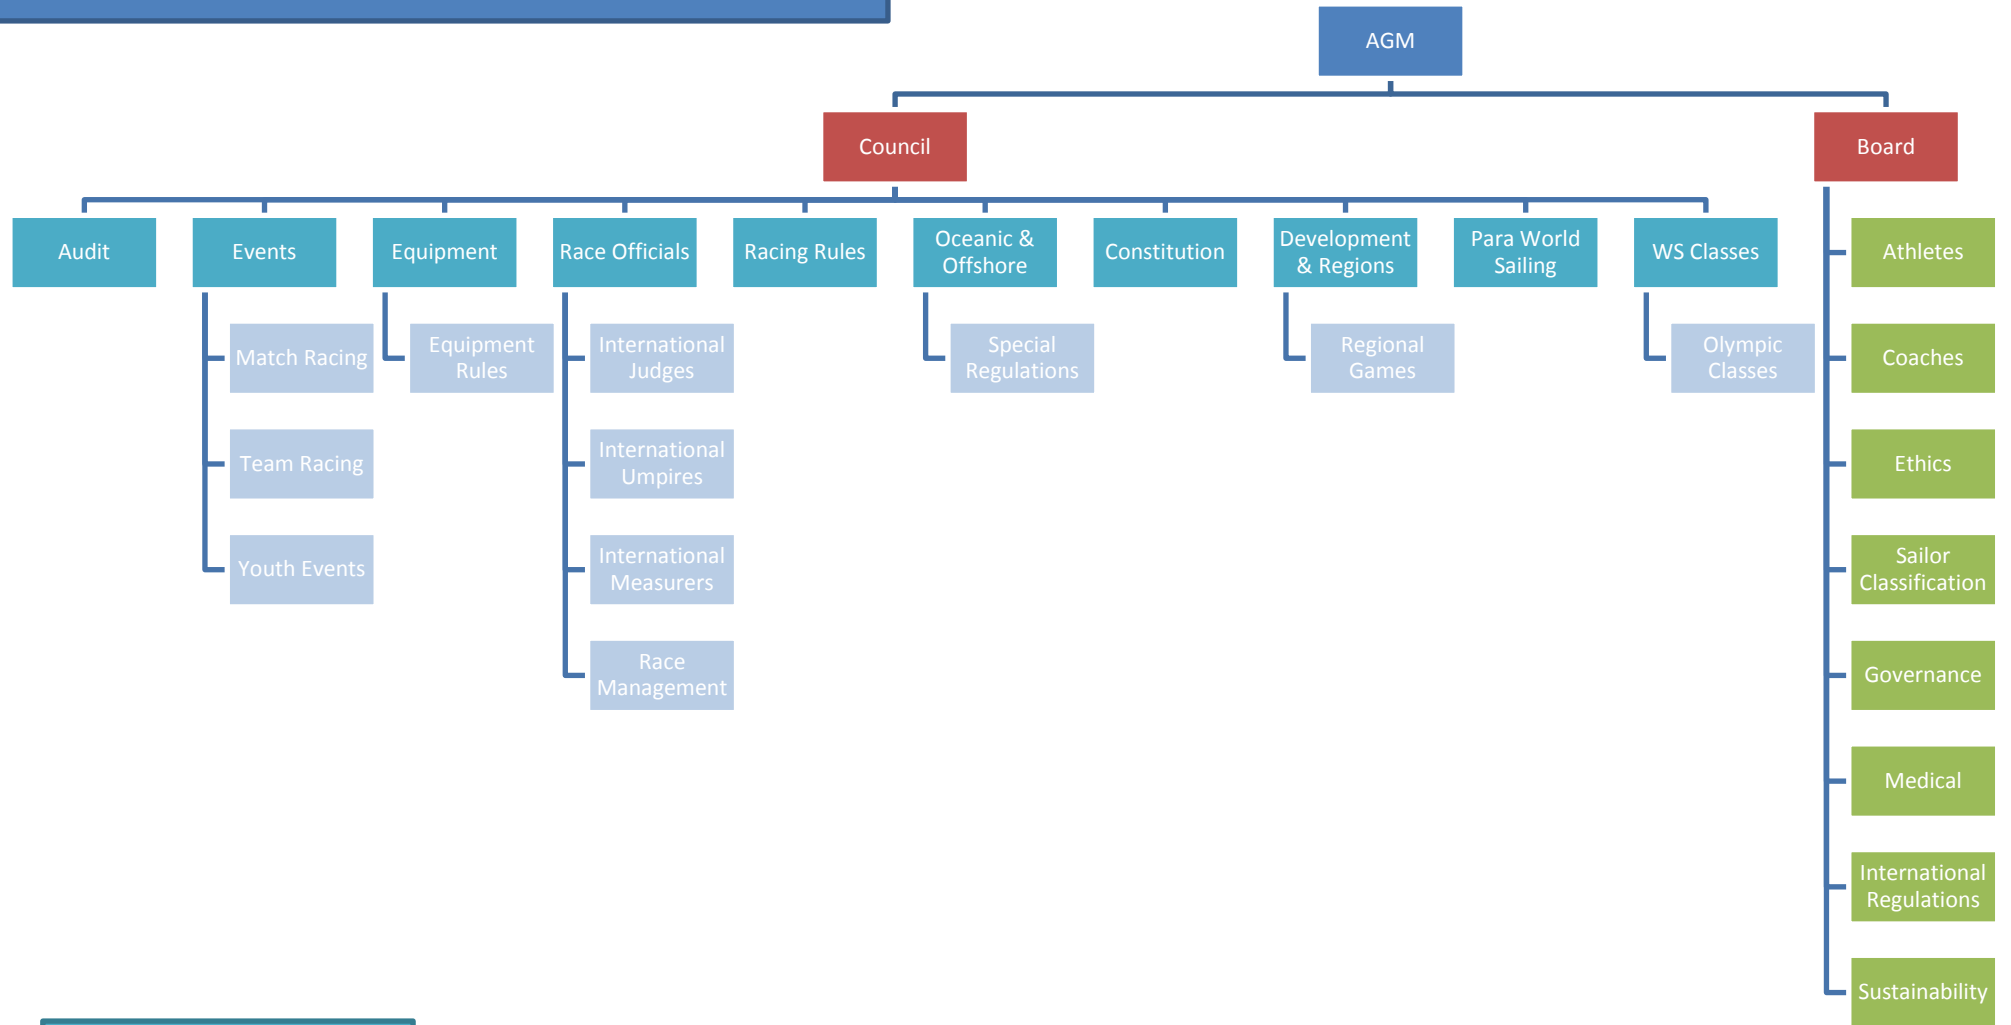 AGM
Council
Board
Audit
Events
Equipment
Race Officials
Racing Rules
Oceanic &
Offshore
Constitution
Development
& Regions
Para World
Sailing
WS Classes
Athletes
Match Racing
Equipment
Rules
International
Judges
Special
Regulations
Regional
Games
Olympic
Classes
Coaches
Team Racing
International
Umpires
Ethics
Youth Events
International
Measurers
Sailor
Classification
Race
Management
Governance
Medical
International
Regulations
Sustainability